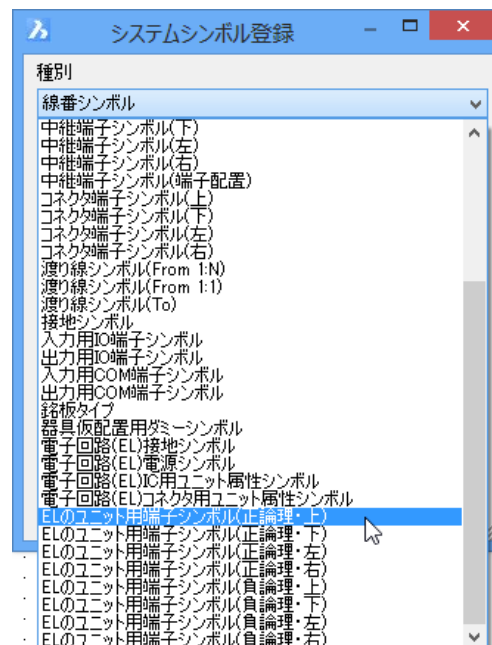 システムシンボル登録
種別
線番シンボル
中継端子シンボル(下)
中継端子シンボル(左)
中継端子シンボル(右)
中継端子シンボル(端子配置)
コネクタ端子シンボル(上)
コネクタ端子シンボル(下)
コネクタ端子シンボル(左)
コネクタ端子シンボル(右)
渡り線シンボル(From 1:N)
渡り線シンボル(From 1:1)
渡り線シンボル(To)
接地シンボル
入力用IO端子シンボル
出力用IO端子シンボル
入力用COM端子シンボル
出力用COM端子シンボル
銘板タイプ
器具仮配置用ダミーシンボル
電子回路(EL)接地シンボル
電子回路(EL)電源シンボル
電子回路(EL)IC用ユニット属性シンボル
電子回路(EL)コネクタ用ユニット属性シンボル
ELのユニット用端子シンボル(正論理・上)
ELのユニット用端子シンボル(正論理・下)
ELのユニット用端子シンボル(正論理・左)
ELのユニット用端子シンボル(正論理・右)
ELのユニット用端子シンボル(負論理・上)
ELのユニット用端子シンボル(負論理・下)
ELのユニット用端子シンボル(負論理・左)
ELのユニット用端子シンボル(負論理・右)